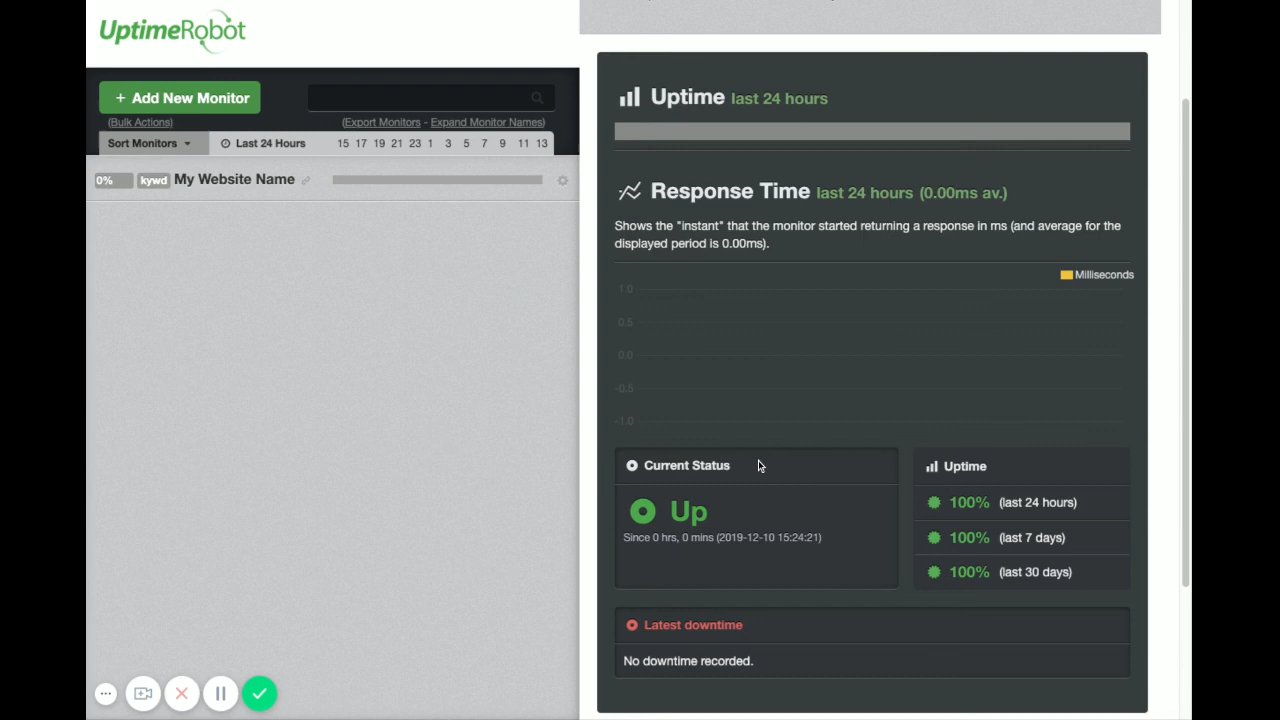 UptimeRobot
+ Add New Monitor
(Bulk Actions)
(Export Monitors - Expand Monitor Names)
Sort Monitors
Last 24 Hours
15 17 19 21 23 1 3 5 7 9 11 13
0% kywd My Website Name
Uptime last 24 hours
Response Time last 24 hours (0.00ms av.)
Shows the "instant" that the monitor started returning a response in ms (and average for the
displayed period is 0.00ms).
Milliseconds
1.0
0.5
0.0
-0.5
-1.0
Current Status
Up
Since 0 hrs, 0 mins (2019-12-10 15:24:21)
Uptime
100% (last 24 hours)
100% (last 7 days)
100% (last 30 days)
Latest downtime
No downtime recorded.